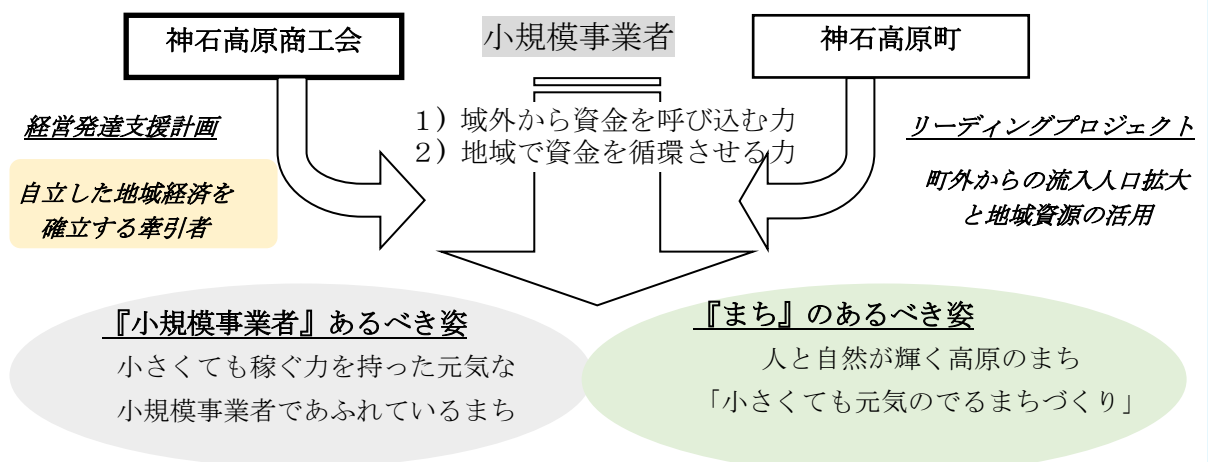 神石高原商工会
小規模事業者
神石高原町
経営発達支援計画
自立した地域経済を
確立する牽引者
1）域外から資金を呼び込む力
2）地域で資金を循環させる力
リーディングプロジェクト
町外からの流入人口拡大
と地域資源の活用
『小規模事業者』あるべき姿
小さくても稼ぐ力を持った元気な
小規模事業者であふれているまち
『まち』のあるべき姿
人と自然が輝く高原のまち
「小さくても元気のでるまちづくり」